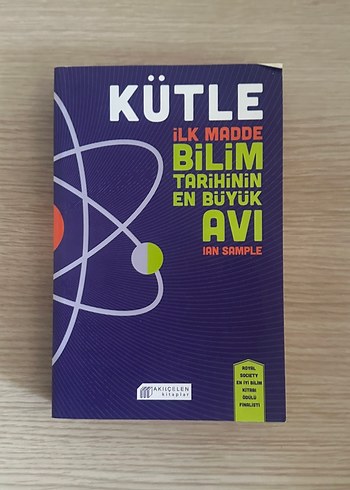 KÜTLE
İLK MADDE
BİLİM
TARİHİNİN
EN BÜYÜK
AVI
IAN SAMPLE
AKILÇELEN
kitaplar
ROYAL
SOCIETY
EN İYİ BİLİM
KİTABI
ÖDÜLÜ
FİNALİSTİ